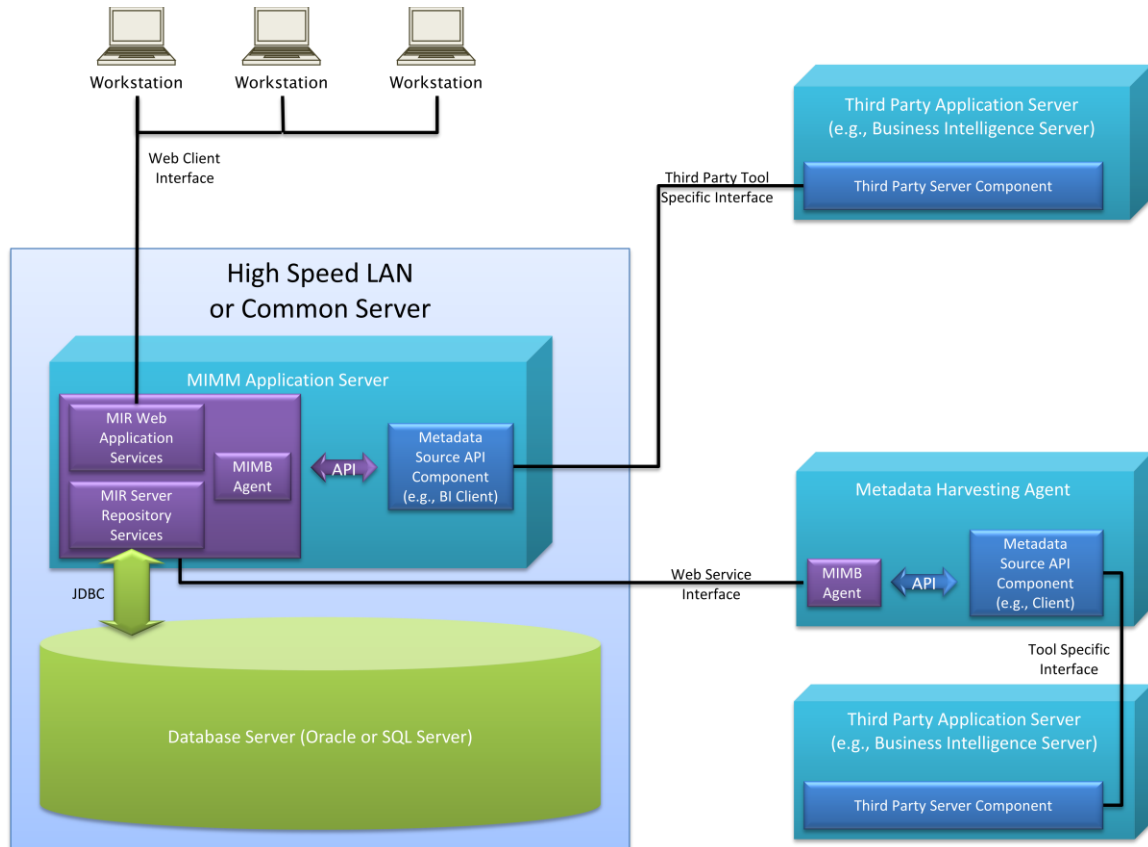 Workstation
Workstation
Workstation
Web Client
Interface
Third Party Application Server
(e.g., Business Intelligence Server)
Third Party Server Component
Third Party Tool
Specific Interface
High Speed LAN
or Common Server
MIMM Application Server
MIR Web
Application
Services
MIMB
Agent
MIR Server
Repository
Services
API
Metadata
Source API
Component
(e.g., BI Client)
JDBC
Database Server (Oracle or SQL Server)
Web Service
Interface
Metadata Harvesting Agent
MIMB
Agent
API
Metadata
Source API
Component
(e.g., Client)
Tool Specific
Interface
Third Party Application Server
(e.g., Business Intelligence Server)
Third Party Server Component